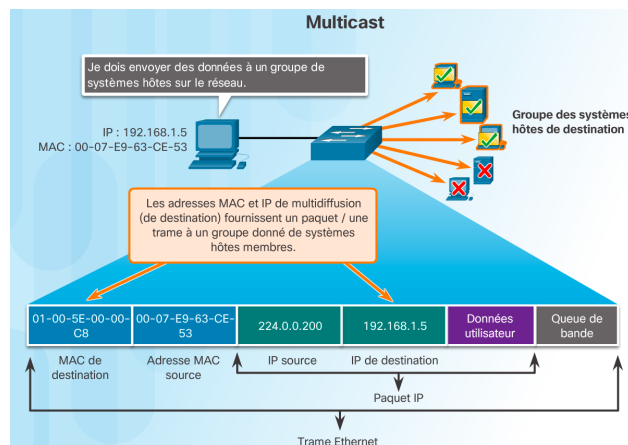 Multicast
Je dois envoyer des données à un groupe de
systèmes hôtes sur le réseau.
IP : 192.168.1.5
MAC : 00-07-E9-63-CE-53
Groupe des systèmes
hôtes de destination
Les adresses MAC et IP de multidiffusion
(de destination) fournissent un paquet / une
trame à un groupe donné de systèmes
hôtes membres.
01-00-5E-00-00-
C8
00-07-E9-63-CE-
53
224.0.0.200
192.168.1.5
Données
utilisateur
Queue de
bande
MAC de
destination
Adresse MAC
source
IP source
IP de destination
Paquet IP
Trame Ethernet